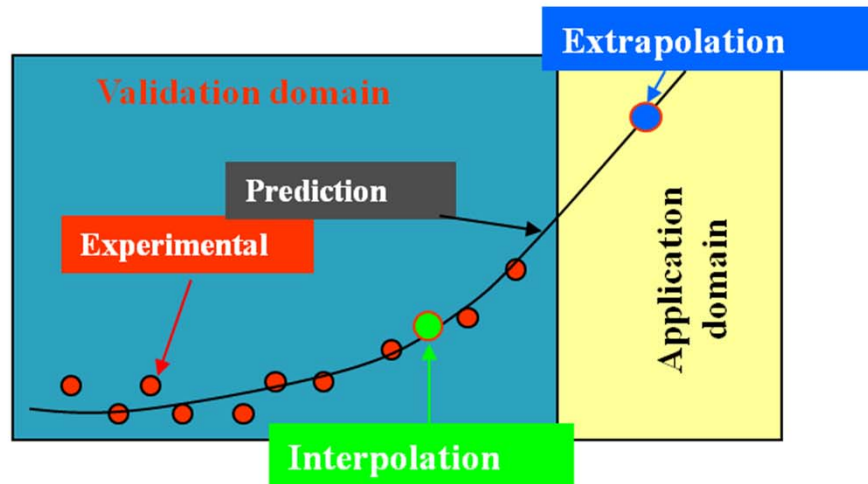 Extrapolation
Validation domain
Prediction
Experimental
Application
domain
Interpolation